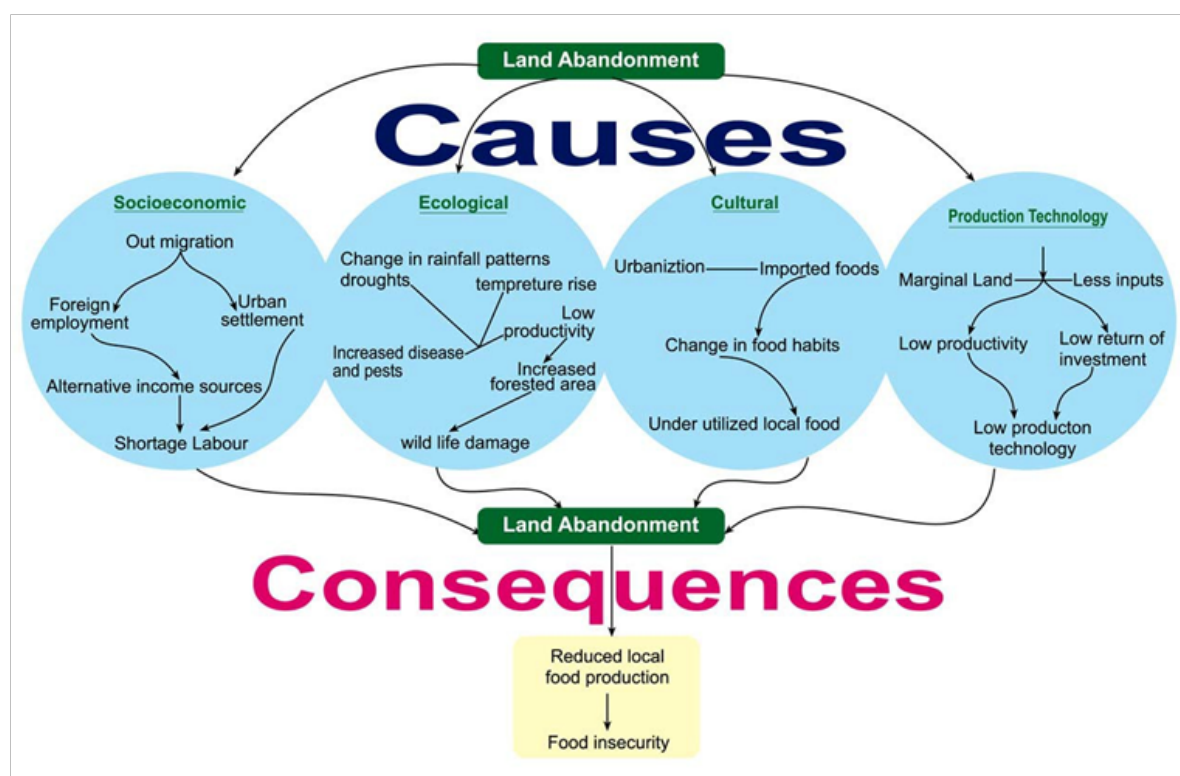 Land Abandonment
Causes
Socioeconomic
Out migration
Foreign
employment
Urban
settlement
Alternative income sources
Shortage Labour
Ecological
Change in rainfall patterns
droughts
tempreture rise
Low
productivity
Increased disease
and pests
Increased
forested area
wild life damage
Cultural
Urbaniztion
Imported foods
Change in food habits
Under utilized local food
Production Technology
Marginal Land
Less inputs
Low productivity
Low return of
investment
Low producton
technology
Land Abandonment
Consequences
Reduced local
food production
Food insecurity